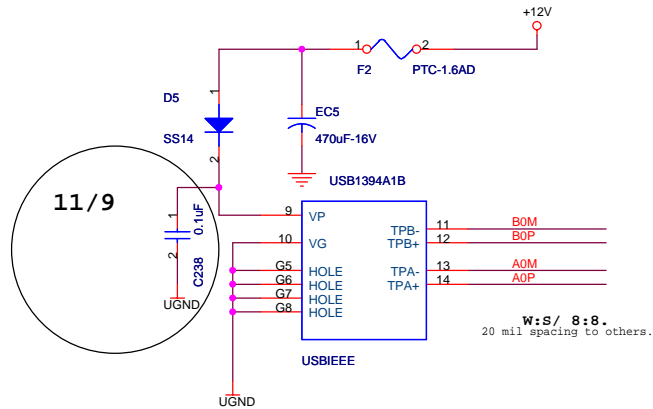 +12V
1
2
F2
PTC-1.6AD
D5
1
SS14
2
EC5
470uF-16V
USB1394A1B
11/9
1
0.1uF
2
C238
UGND
9
VP
10
VG
G5
HOLE
G6
HOLE
G7
HOLE
G8
HOLE
TPB-
11
B0M
TPB+
12
B0P
TPA-
13
A0M
TPA+
14
A0P
W:S/ 8:8.
20 mil spacing to others.
USBIEEE
UGND